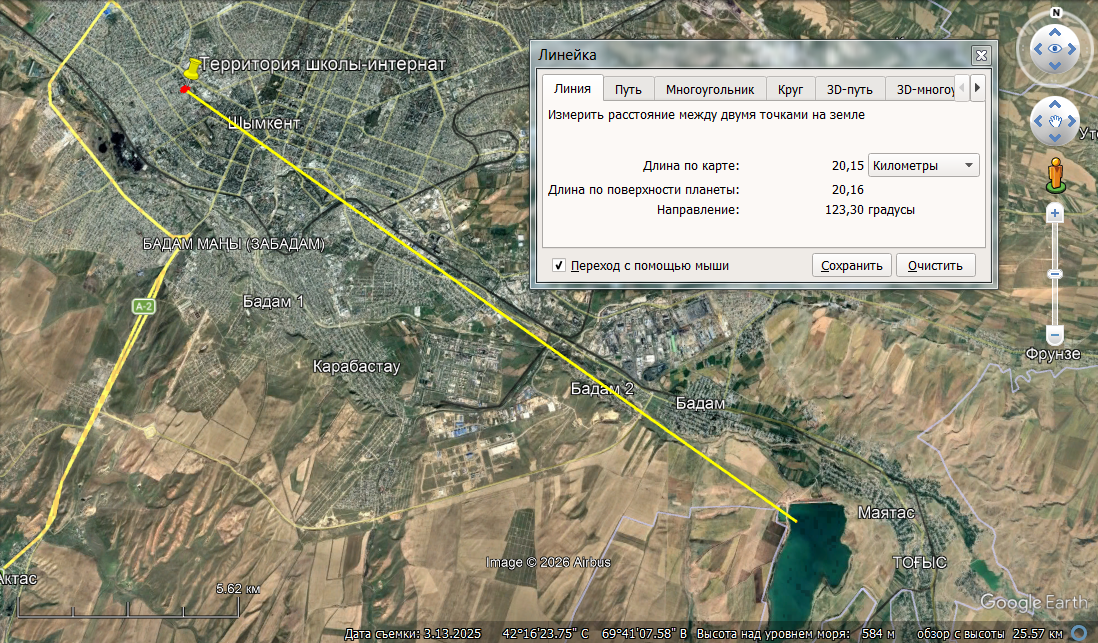 N
Линейка
Линия
Путь
Многоугольник
Круг
3D-путь
3D-многоу
Измерить расстояние между двумя точками на земле
Длина по карте: 20,15 Километры
Длина по поверхности планеты: 20,16
Направление: 123,30 градусы
Переход с помощью мыши
Сохранить
Очистить
Территория школы-интернат
Шымкент
БАДАМ МАҢЫ (ЗАБАДАМ)
A-2
Бадам 1
Карабастау
Бадам 2
Бадам
Фрунзе
Маятас
ТОҒЫС
Актас
5.62 км
Image © 2026 Airbus
Google Earth
Дата съемки: 3.13.2025 42°16'23.75" С 69°41'07.58" В Высота над уровнем моря: 584 м обзор с высоты 25.57 км